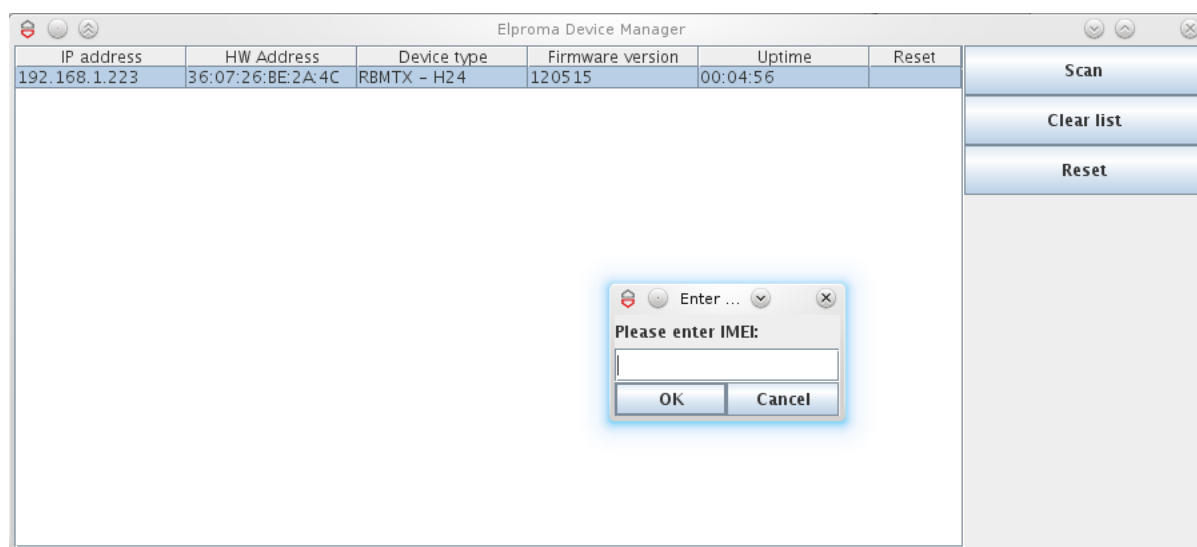 Elproma Device Manager
IP address HW Address Device type Firmware version Uptime Reset
192.168.1.223 36:07:26:BE:2A:4C RBMTX – H24 120515 00:04:56
Scan
Clear list
Reset
Enter ...
Please enter IMEI:
OK Cancel